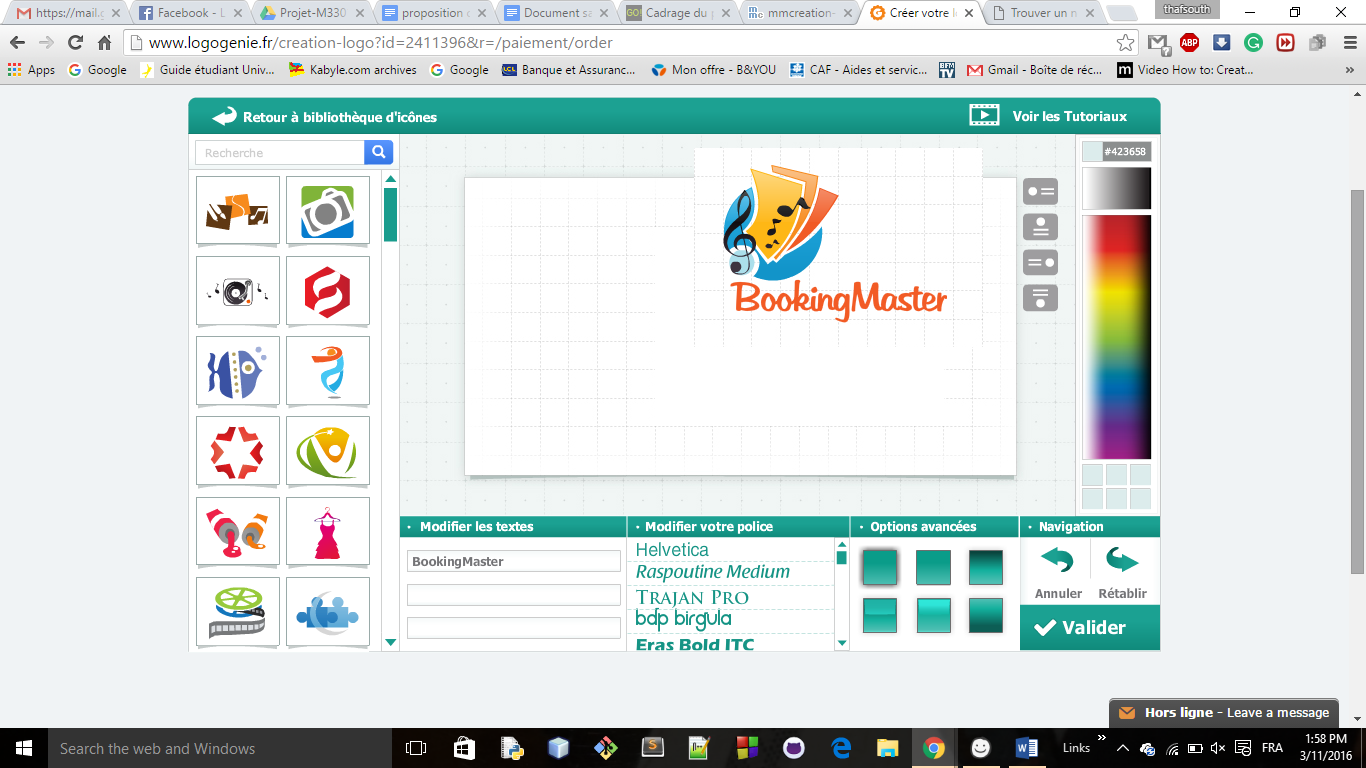 https://mail.g
Facebook - L
Projet-M330
proposition c
Document sa
Cadrage du p
mmcreation-
Créer votre l
Trouver un n
thafsouth
www.logogenie.fr/creation-logo?id=2411396&r=/paiement/order
Apps
Google
Guide étudiant Univ...
Kabyle.com archives
Google
Banque et Assuranc...
Mon offre - B&YOU
CAF - Aides et servic...
Gmail - Boîte de réc...
Video How to: Creat...
Retour à bibliothèque d'icônes
Voir les Tutoriaux
Recherche
#423658
BookingMaster
Modifier les textes
Modifier votre police
Options avancées
Navigation
BookingMaster
Helvetica
Raspoutine Medium
Trajan Pro
bdp birgula
Eras Bold ITC
Annuler
Rétablir
Valider
Hors ligne - Leave a message
Search the web and Windows
Links
FRA
1:58 PM
3/11/2016